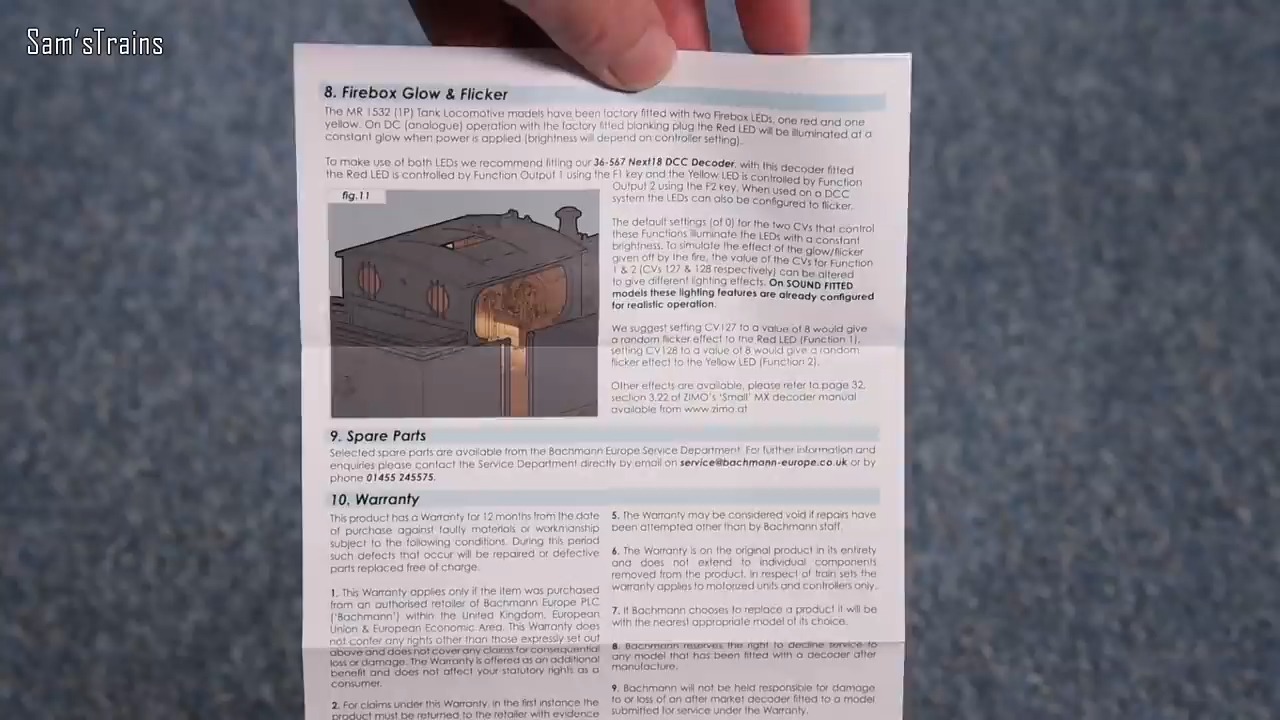 Sam'sTrains
8. Firebox Glow & Flicker
The MR 1532 (1P) Tank Locomotive models have been factory fitted with two Firebox LEDs, one red and one
yellow. On DC (analogue) operation with the factory fitted blanking plug the Red LED will be illuminated at a
constant glow when power is applied (brightness will depend on controller setting).
To make use of both LEDs we recommend fitting our 36-567 Next18 DCC Decoder, with this decoder fitted
the Red LED is controlled by Function Output 1 using the F1 key and the Yellow LED is controlled by Function
fig.11
Output 2 using the F2 key. When used on a DCC
system the LEDs can also be configured to flicker.
The default settings (of 0) for the two CVs that control
these Functions illuminate the LEDs with a constant
brightness. To simulate the effect of the glow/flicker
given off by the fire, the value of the CVs for Function
1 & 2 (CVs 127 & 128 respectively) can be altered
to give different lighting effects. On SOUND FITTED
models these lighting features are already configured
for realistic operation.
We suggest setting CV127 to a value of 8 would give
a random flicker effect to the Red LED (Function 1),
setting CV128 to a value of 8 would give a random
flicker effect to the Yellow LED (Function 2).
Other effects are available, please refer to page 32,
section 3.22 of ZIMO's 'Small' MX decoder manual
available from www.zimo.at
9. Spare Parts
Selected spare parts are available from the Bachmann Europe Service Department. For further information and
enquiries please contact the Service Department directly by email on service@bachmann-europe.co.uk or by
phone 01455 245575.
10. Warranty
This product has a Warranty for 12 months from the date
of purchase against faulty materials or workmanship
subject to the following conditions. During this period
such defects that occur will be repaired or defective
parts replaced free of charge.
1. This Warranty applies only if the item was purchased
from an authorised retailer of Bachmann Europe PLC
('Bachmann') within the United Kingdom, European
Union & European Economic Area. This Warranty does
not confer any rights other than those expressly set out
above and does not cover any claims for consequential
loss or damage. The Warranty is offered as an additional
benefit and does not affect your statutory rights as a
consumer.
2. For claims under this Warranty, in the first instance the
product must be returned to the retailer with evidence
5. The Warranty may be considered void if repairs have
been attempted other than by Bachmann staff.
6. The Warranty is on the original product in its entirety
and does not extend to individual components
removed from the product. In respect of train sets the
warranty applies to motorized units and controllers only.
7. If Bachmann chooses to replace a product it will be
with the nearest appropriate model of its choice.
8. Bachmann reserves the right to decline service to
any model that has been fitted with a decoder after
manufacture.
9. Bachmann will not be held responsible for damage
to or loss of an after market decoder fitted to a model
submitted for service under the Warranty.